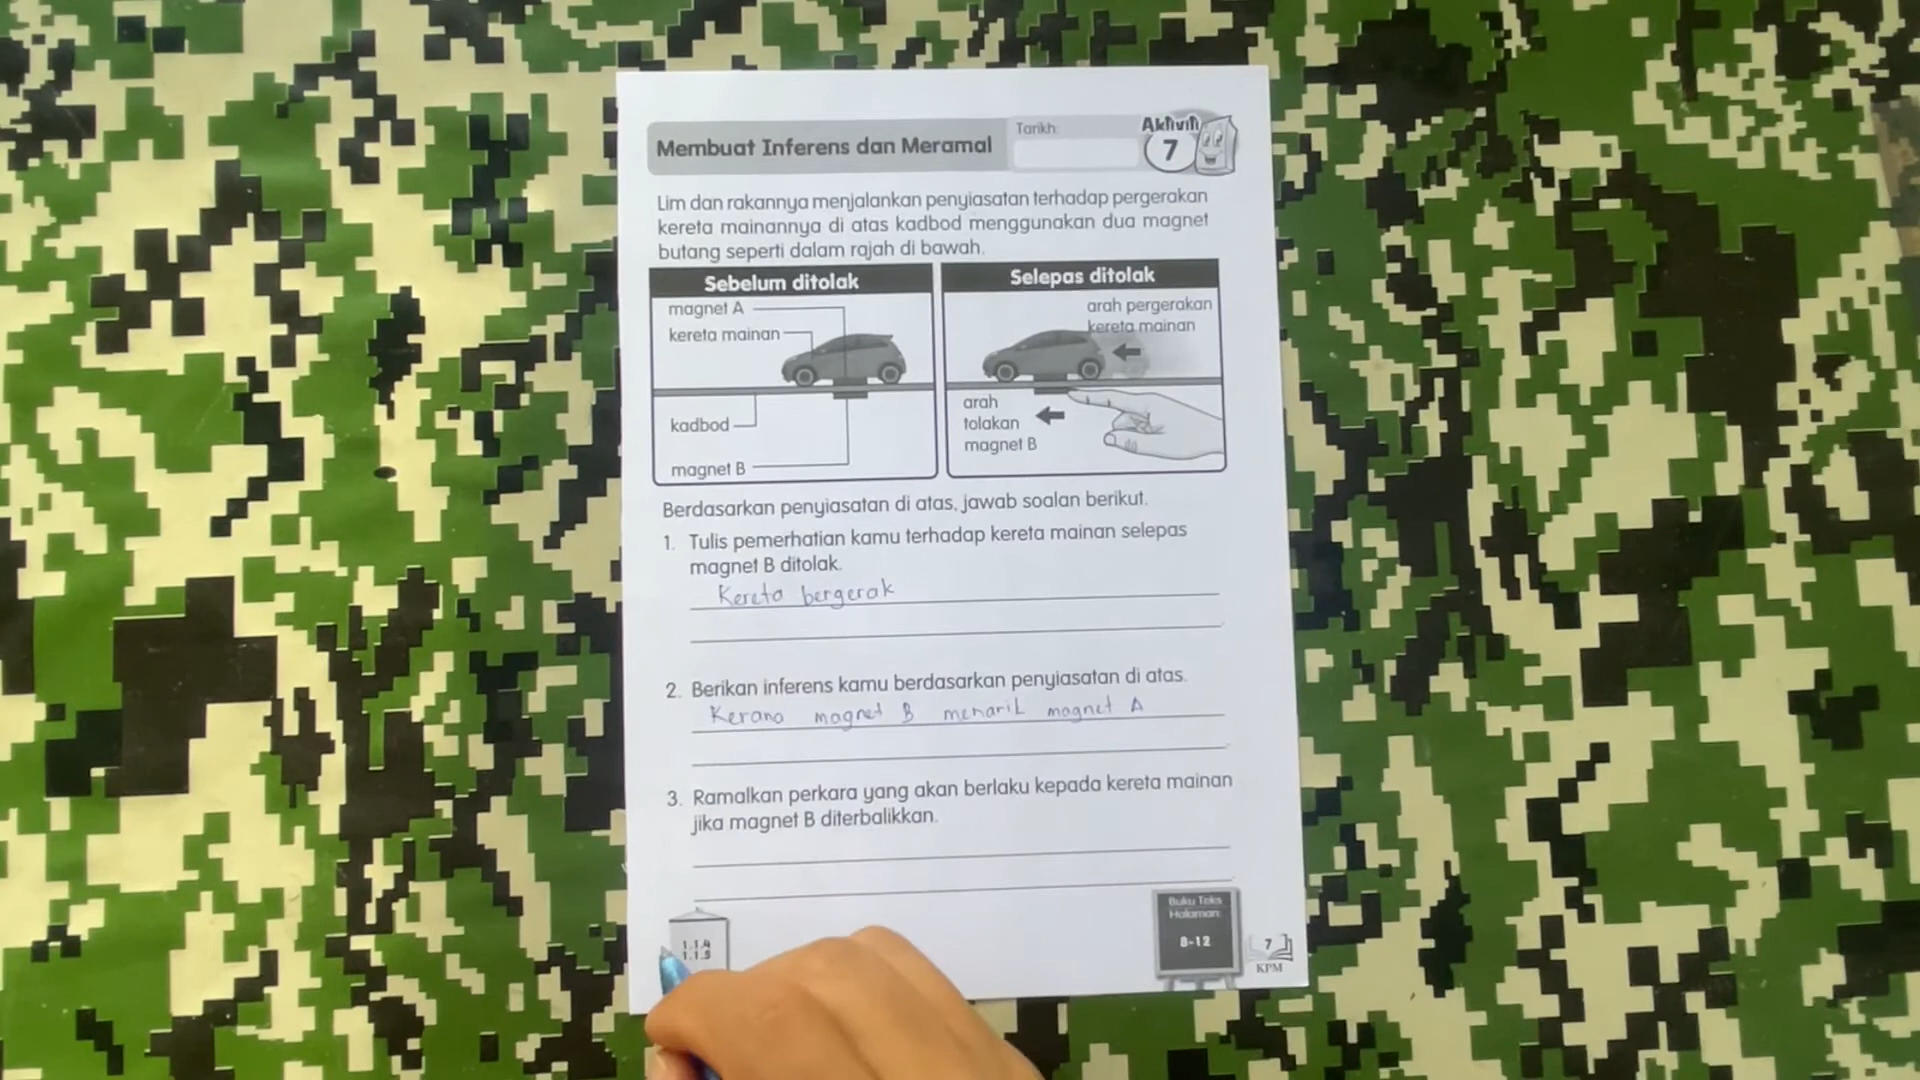 Membuat Inferens dan Meramal
Tarikh:
Aktiviti
7
Lim dan rakannya menjalankan penyiasatan terhadap pergerakan
kereta mainannya di atas kadbod menggunakan dua magnet
butang seperti dalam rajah di bawah.
Sebelum ditolak
magnet A
kereta mainan
kadbod
magnet B
Selepas ditolak
arah pergerakan
kereta mainan
arah
tolakan
magnet B
Berdasarkan penyiasatan di atas, jawab soalan berikut.
1. Tulis pemerhatian kamu terhadap kereta mainan selepas
magnet B ditolak.
Kereta bergerak
2. Berikan inferens kamu berdasarkan penyiasatan di atas.
Kerana magnet B menarik magnet A
3. Ramalkan perkara yang akan berlaku kepada kereta mainan
jika magnet B diterbalikkan.
1.1.4
1.1.5
Buku Teks
Halaman:
8-12
7
KPM